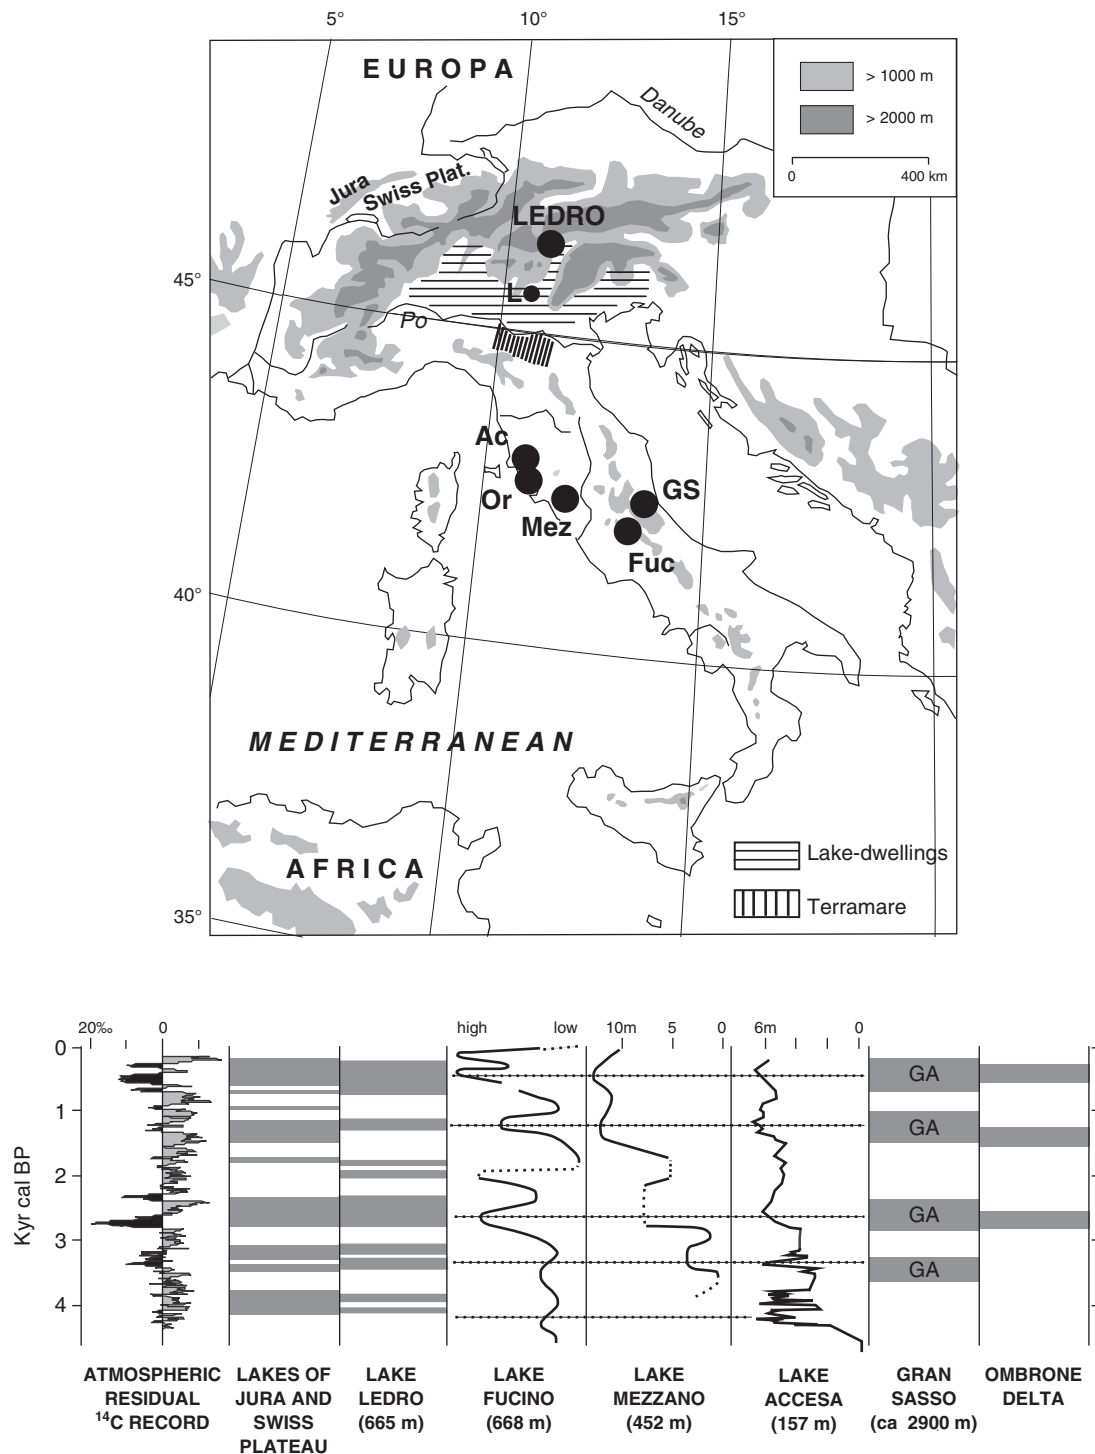 5° 10° 15°
EUROPA
> 1000 m
Danube
> 2000 m
0 400 km
Jura
Swiss Plat.
LEDRO
45°
L
Po
Ac
GS
Or
Mez
Fuc
40°
MEDITERRANEAN
Lake-dwellings
AFRICA
Terramare
35°
20‰ 0 high low 10m 5 0 6m 0
0
GA
1
GA
Kyr cal BP
2
GA
3
GA
4
ATMOSPHERIC
RESIDUAL
¹⁴C RECORD
LAKES OF
JURA AND
SWISS
PLATEAU
LAKE
LEDRO
(665 m)
LAKE
FUCINO
(668 m)
LAKE
MEZZANO
(452 m)
LAKE
ACCESA
(157 m)
GRAN
SASSO
(ca 2900 m)
OMBRONE
DELTA